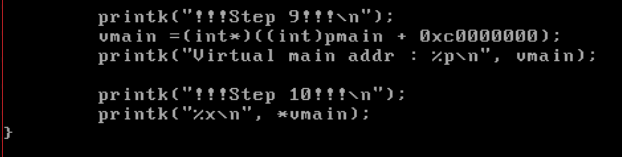 printk("!!!Step 9!!!\n");
vmain =(int*)((int)pmain + 0xc0000000);
printk("Virtual main addr : %p\n", vmain);
printk("!!!Step 10!!!\n");
printk("%x\n", *vmain);
}